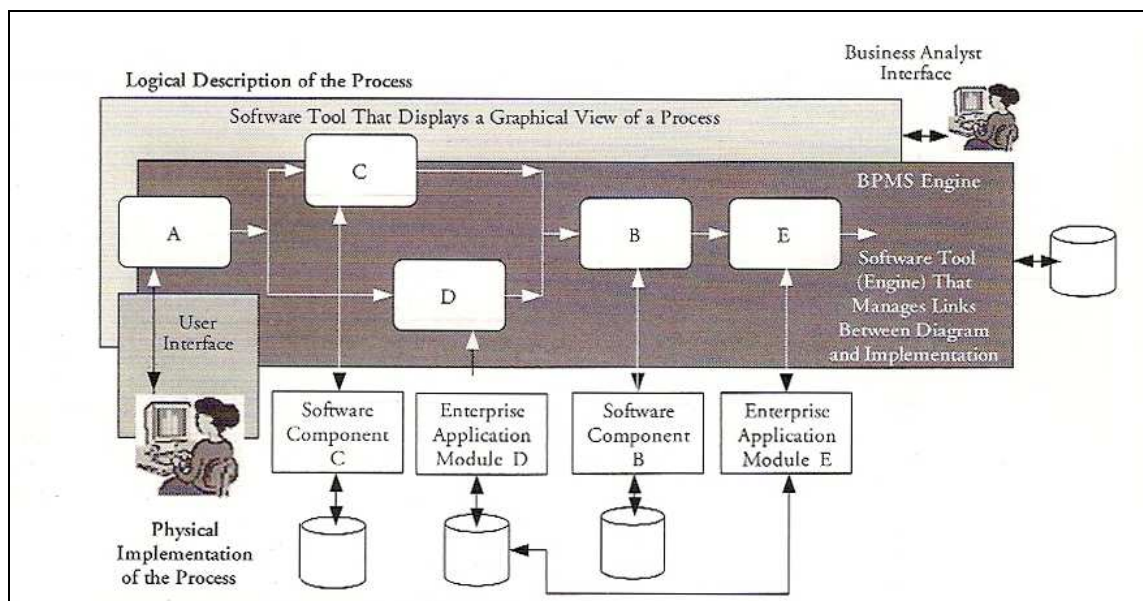 Business Analyst
Interface
Logical Description of the Process
Software Tool That Displays a Graphical View of a Process
BPMS Engine
C
A
B
E
D
Software Tool
(Engine) That
Manages Links
Between Diagram
and Implementation
User
Interface
Software
Component
C
Enterprise
Application
Module D
Software
Component
B
Enterprise
Application
Module E
Physical
Implementation
of the Process